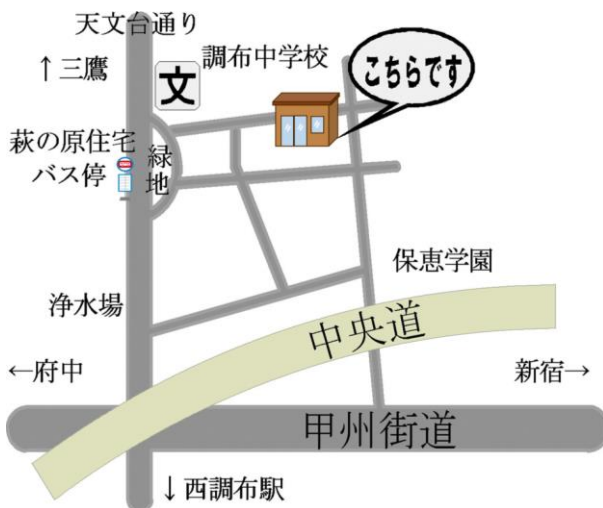 天文台通り
↑三鷹
文
調布中学校
こちらです
萩の原住宅
バス停
緑地
保恵学園
浄水場
中央道
←府中
新宿→
甲州街道
↓西調布駅